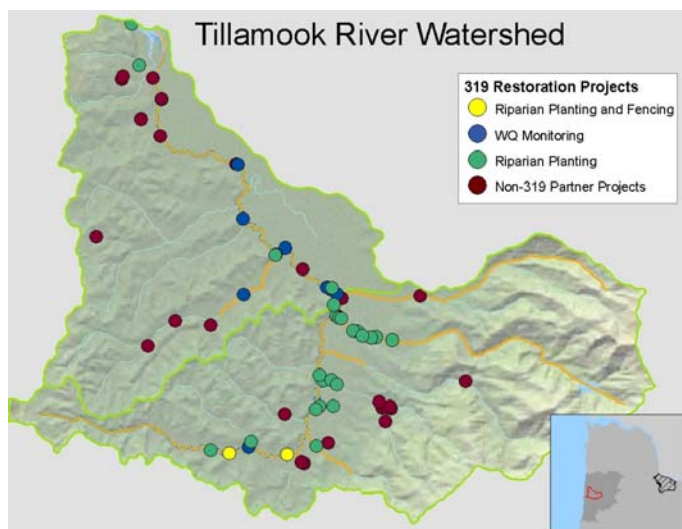 Tillamook River Watershed
319 Restoration Projects
Riparian Planting and Fencing
WQ Monitoring
Riparian Planting
Non-319 Partner Projects